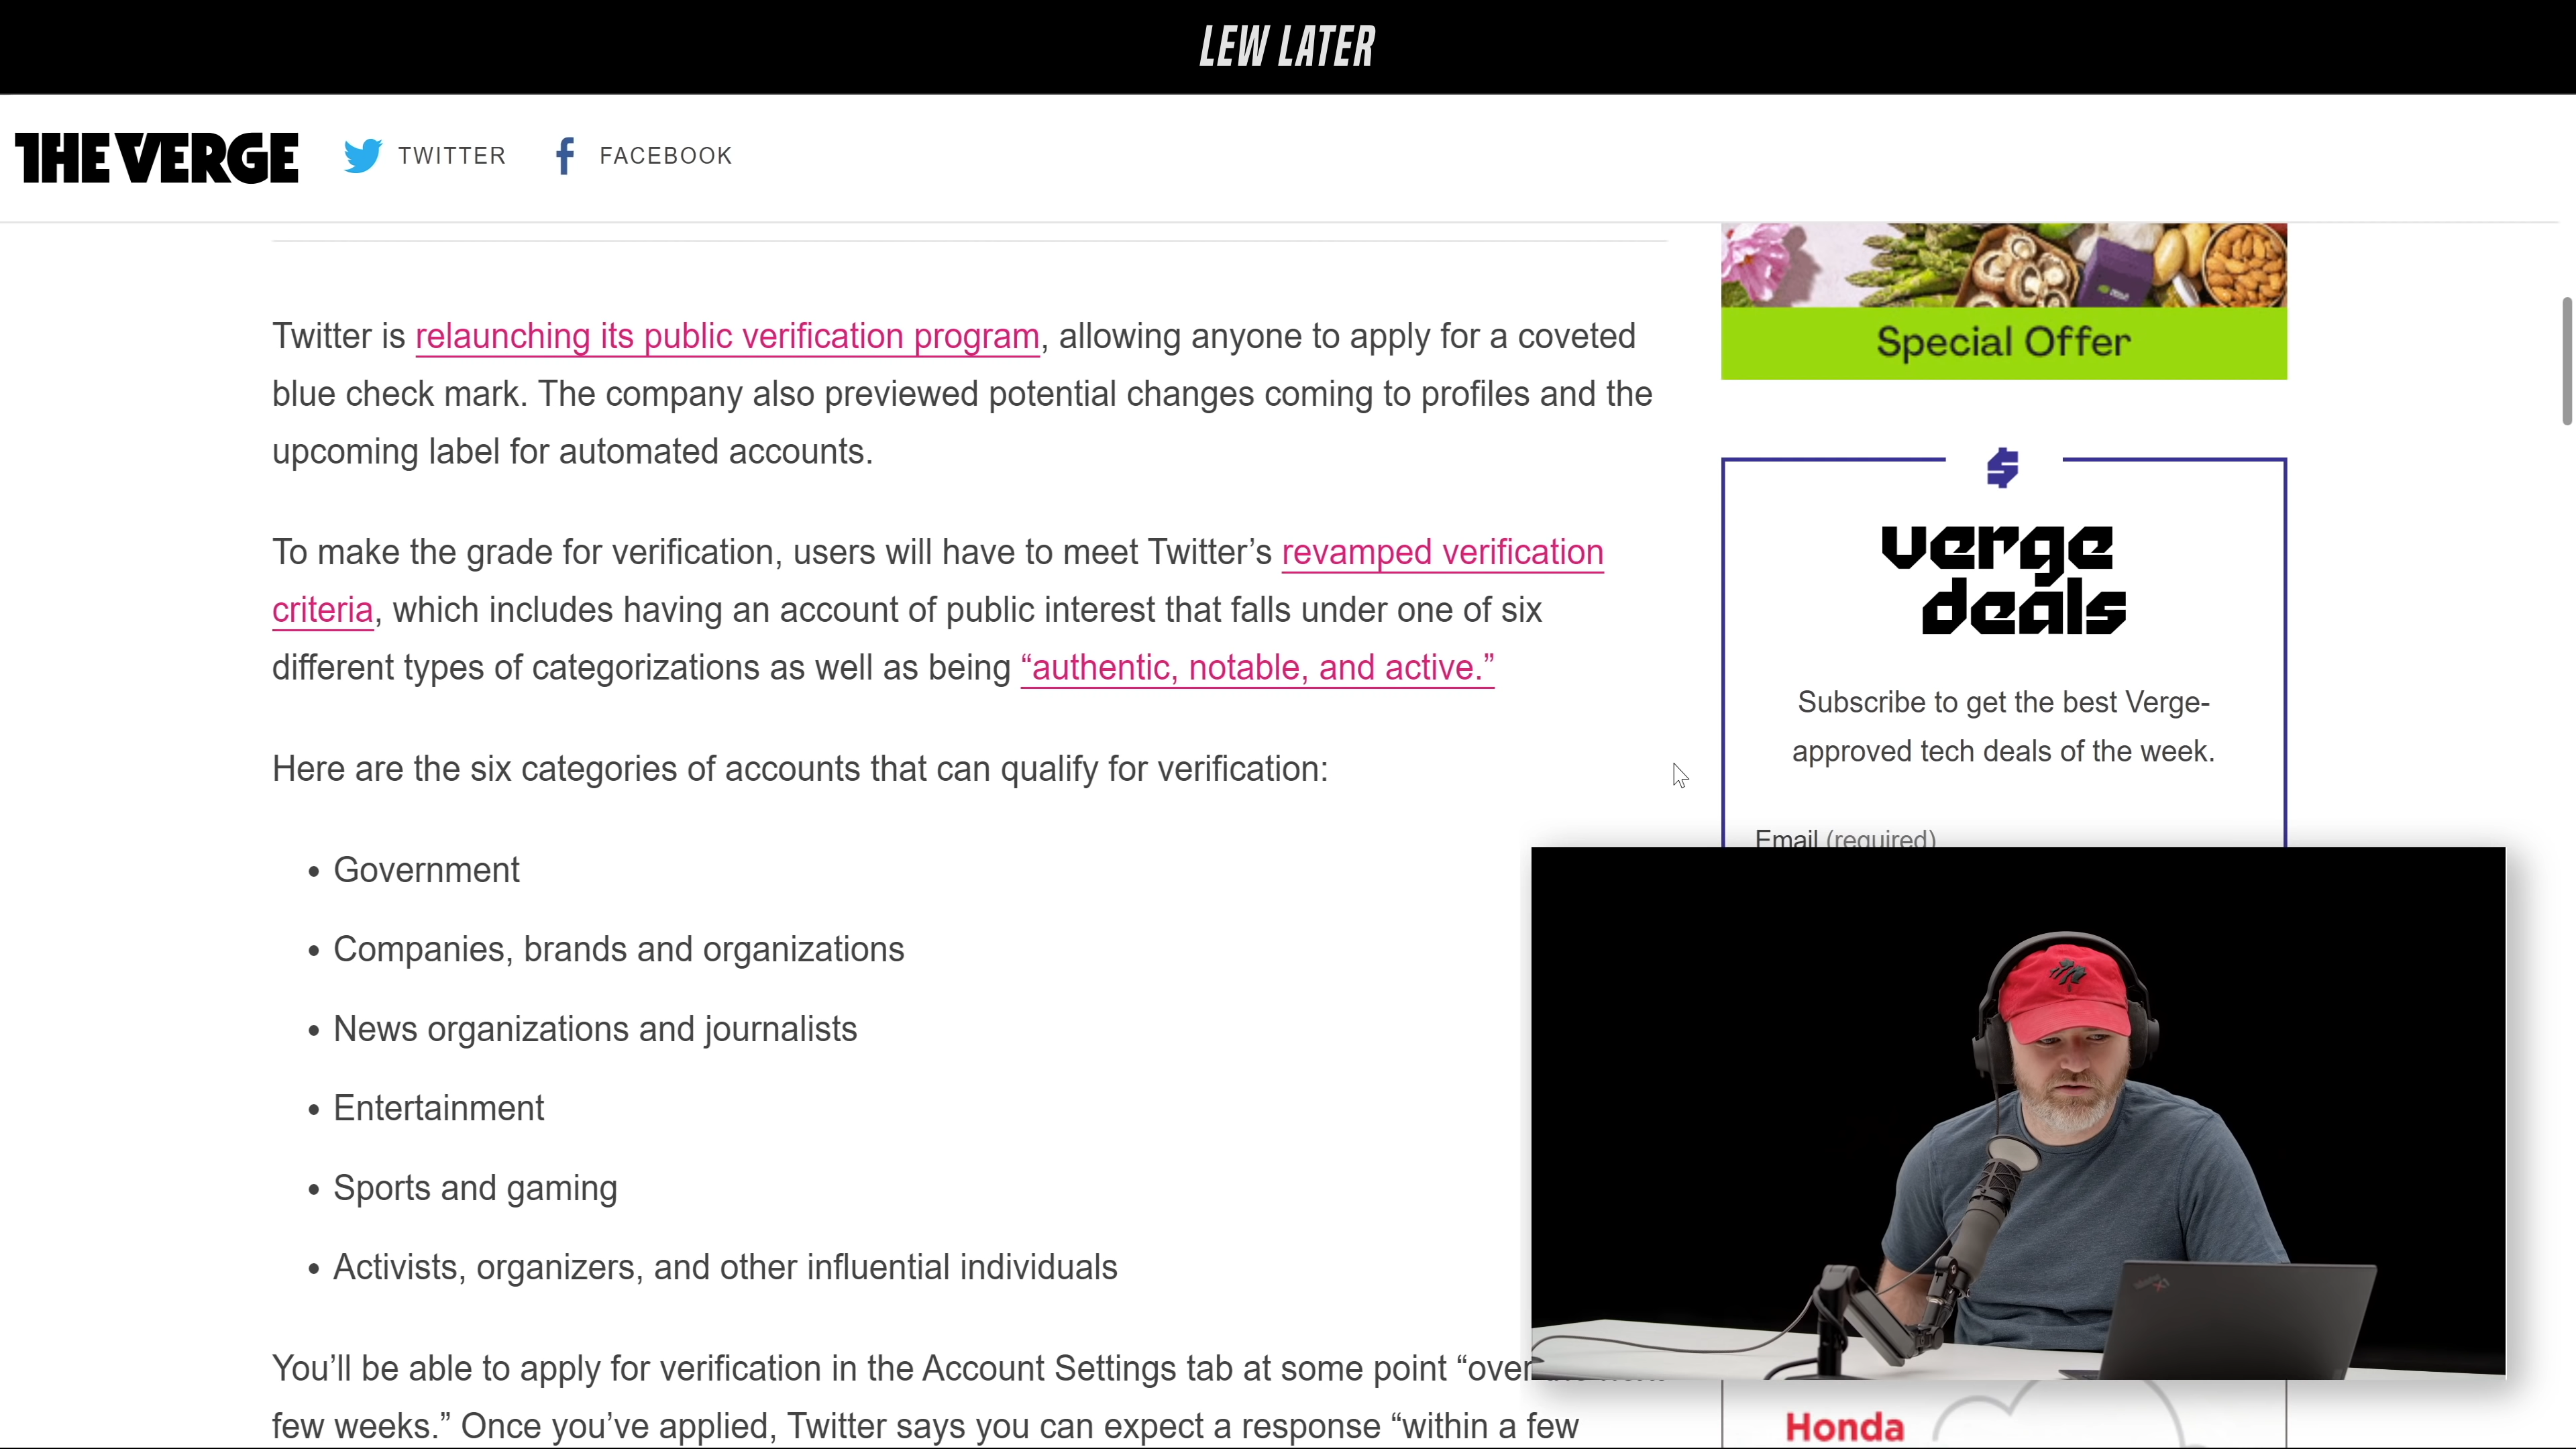 LEW LATER
THE VERGE
TWITTER
FACEBOOK
Twitter is relaunching its public verification program, allowing anyone to apply for a coveted
blue check mark. The company also previewed potential changes coming to profiles and the
upcoming label for automated accounts.
To make the grade for verification, users will have to meet Twitter’s revamped verification
criteria, which includes having an account of public interest that falls under one of six
different types of categorizations as well as being “authentic, notable, and active.”
Here are the six categories of accounts that can qualify for verification:
• Government
• Companies, brands and organizations
• News organizations and journalists
• Entertainment
• Sports and gaming
• Activists, organizers, and other influential individuals
You’ll be able to apply for verification in the Account Settings tab at some point “over
few weeks.” Once you’ve applied, Twitter says you can expect a response “within a few
Special Offer
verge
deals
Subscribe to get the best Verge-
approved tech deals of the week.
Email (required)
Honda